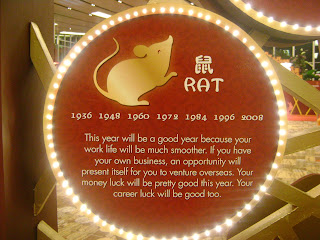 鼠
RAT
1936 1948 1960 1972 1984 1996 2008
This year will be a good year because your
work life will be much smoother. If you have
your own business, an opportunity will
present itself for you to venture overseas. Your
money luck will be pretty good this year. Your
career luck will be good too.